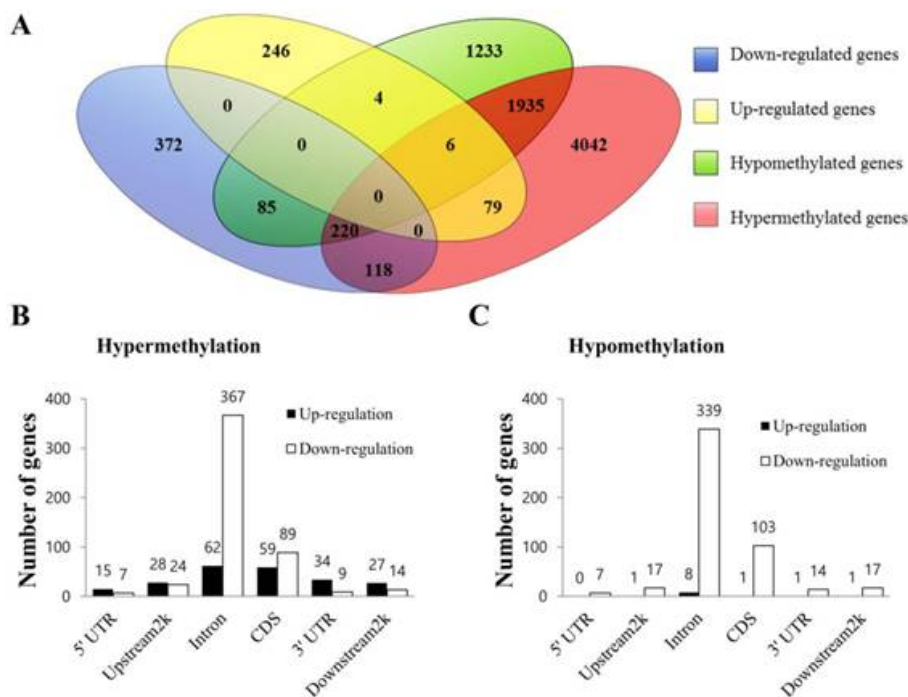 A
246
1233
Down-regulated genes
0
4
1935
Up-regulated genes
372
0
6
4042
Hypomethylated genes
85
0
79
Hypermethylated genes
220
0
118
B
Hypermethylation
Number of genes
400
300
200
100
0
367
Up-regulation
Down-regulation
15
7
28
24
62
59
89
34
9
27
14
5' UTR
Upstream2k
Intron
CDS
3' UTR
Downstream2k
C
Hypomethylation
Number of genes
400
300
200
100
0
339
Up-regulation
Down-regulation
0
7
1
17
8
1
103
1
14
1
17
5' UTR
Upstream2k
Intron
CDS
3' UTR
Downstream2k